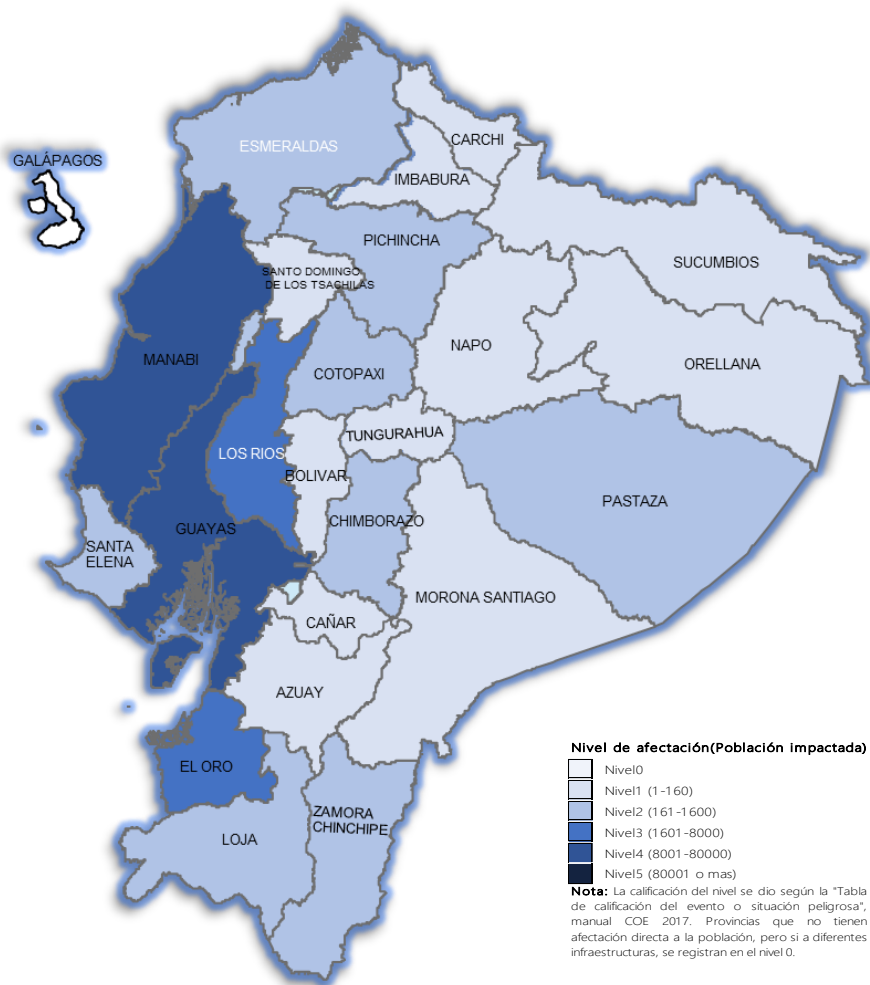 ESMERALDAS
CARCHI
GALÁPAGOS
IMBABURA
PICHINCHA
SUCUMBIOS
SANTO DOMINGO
DE LOS TSACHILAS
NAPO
MANABI
ORELLANA
COTOPAXI
TUNGURAHUA
LOS RIOS
BOLIVAR
PASTAZA
CHIMBORAZO
GUAYAS
SANTA
ELENA
MORONA SANTIAGO
CAÑAR
AZUAY
EL ORO
ZAMORA
CHINCHIPE
LOJA
Nivel de afectación(Población impactada)
Nivel0
Nivel1 (1-160)
Nivel2 (161-1600)
Nivel3 (1601-8000)
Nivel4 (8001-80000)
Nivel5 (80001 o mas)
Nota: La calificación del nivel se dio según la "Tabla
de calificación del evento o situación peligrosa",
manual COE 2017. Provincias que no tienen
afectación directa a la población, pero si a diferentes
infraestructuras, se registran en el nivel 0.